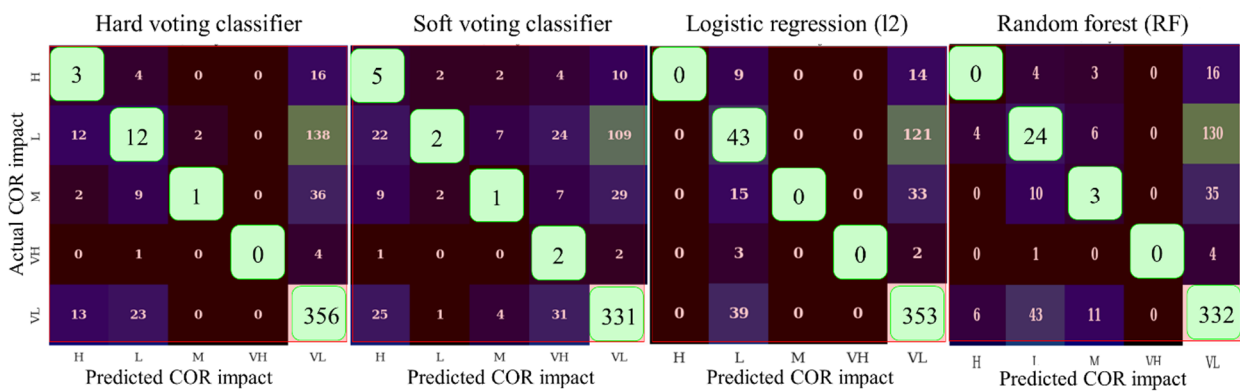 Hard voting classifier Soft voting classifier Logistic regression (l2) Random forest (RF)
Actual COR impact
H 3 4 0 0 16 5 2 2 4 10 0 9 0 0 14 0 4 3 0 16
L 12 12 2 0 138 22 2 7 24 109 0 43 0 0 121 4 24 6 0 130
M 2 9 1 0 36 9 2 1 7 29 0 15 0 0 33 0 10 3 0 35
VH 0 1 0 0 4 1 0 0 2 2 0 3 0 0 2 0 1 0 0 4
VL 13 23 0 0 356 25 1 4 31 331 0 39 0 0 353 6 43 11 0 332
H L M VH VL H L M VH VL H L M VH VL H L M VH VL
Predicted COR impact Predicted COR impact Predicted COR impact Predicted COR impact